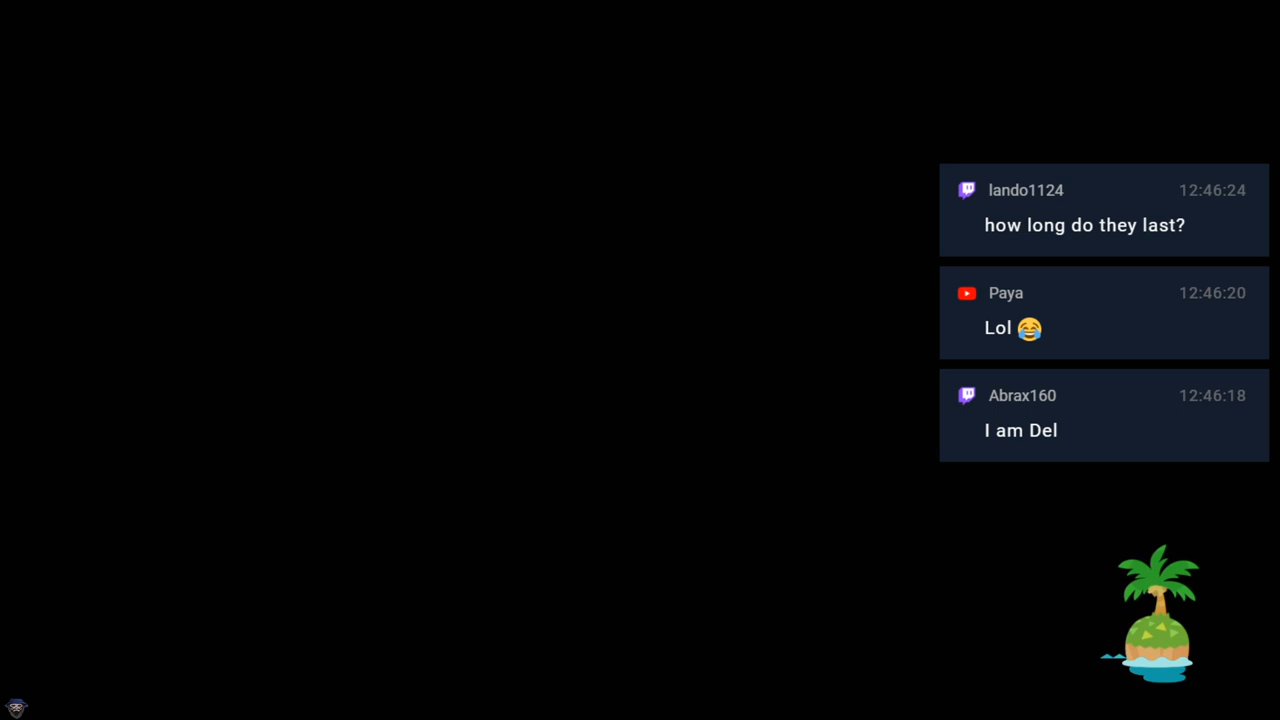 lando1124 12:46:24
how long do they last?
Paya 12:46:20
Lol 😂
Abrax160 12:46:18
I am Del